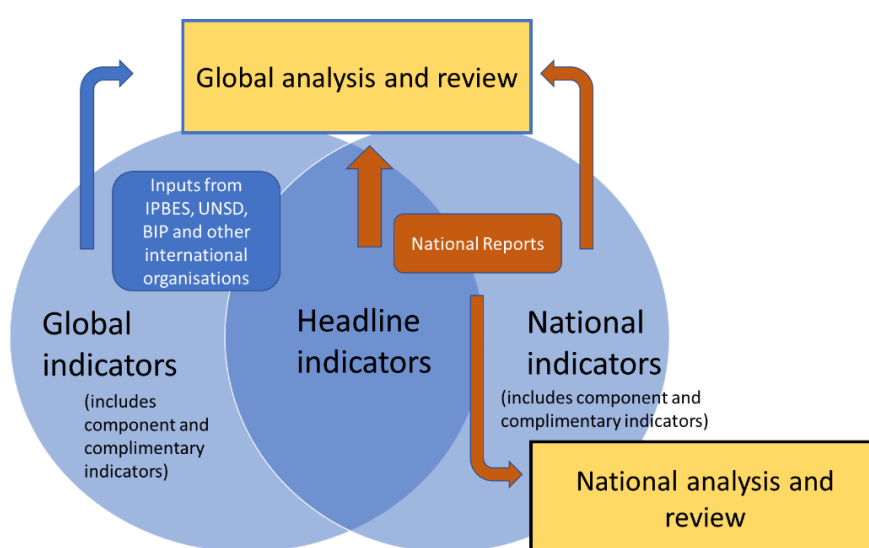 Global analysis and review
Inputs from
IPBES, UNSD,
BIP and other
international
organisations
National Reports
Global
indicators
(includes
component and
complimentary
indicators)
Headline
indicators
National
indicators
(includes component and
complimentary indicators)
National analysis and
review